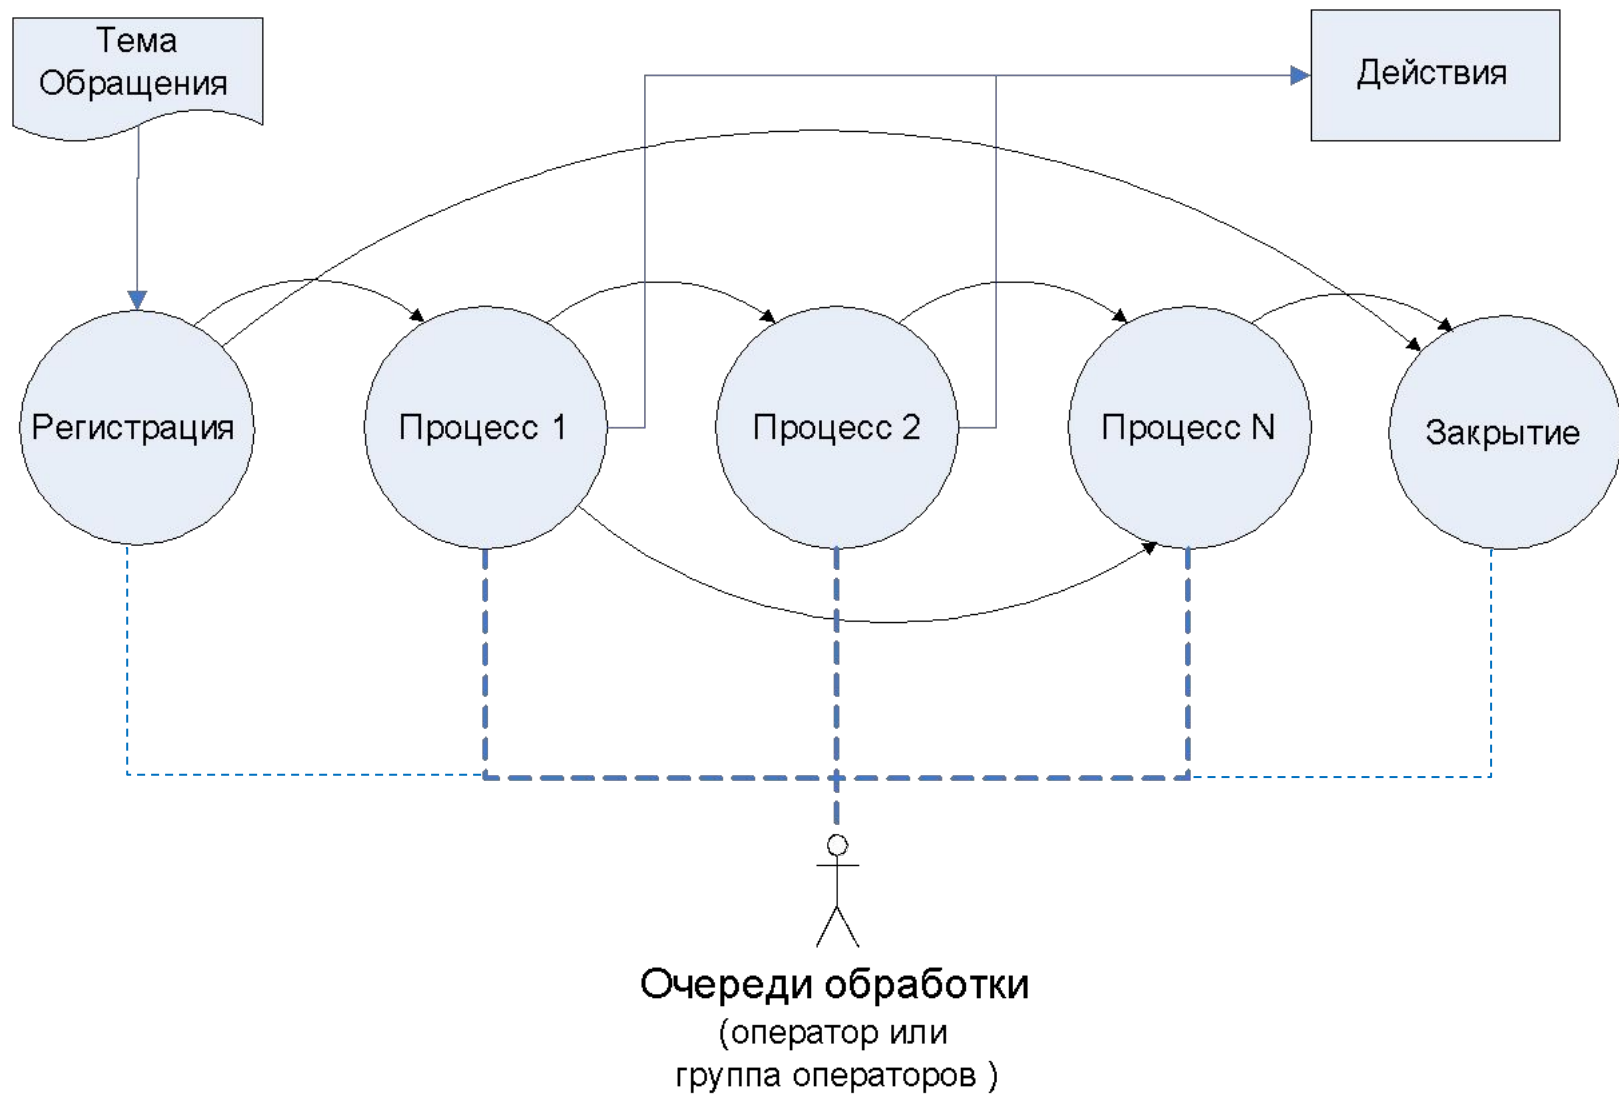 Тема
Обращения
Действия
Регистрация
Процесс 1
Процесс 2
Процесс N
Закрытие
Очереди обработки
(оператор или
группа операторов )